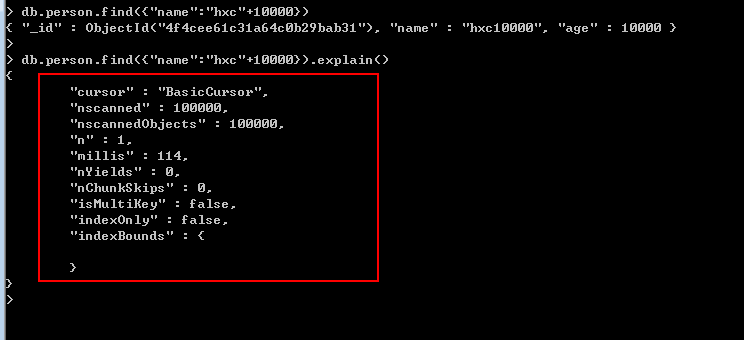 > db.person.find({"name":"hxc"+10000})
{ "_id" : ObjectId("4f4cee61c31a64c0b29bab31"), "name" : "hxc10000", "age" : 10000 }
>
> db.person.find({"name":"hxc"+10000}).explain()
{
"cursor" : "BasicCursor",
"nscanned" : 100000,
"nscannedObjects" : 100000,
"n" : 1,
"millis" : 114,
"nYields" : 0,
"nChunkSkips" : 0,
"isMultiKey" : false,
"indexOnly" : false,
"indexBounds" : {
}
}
>